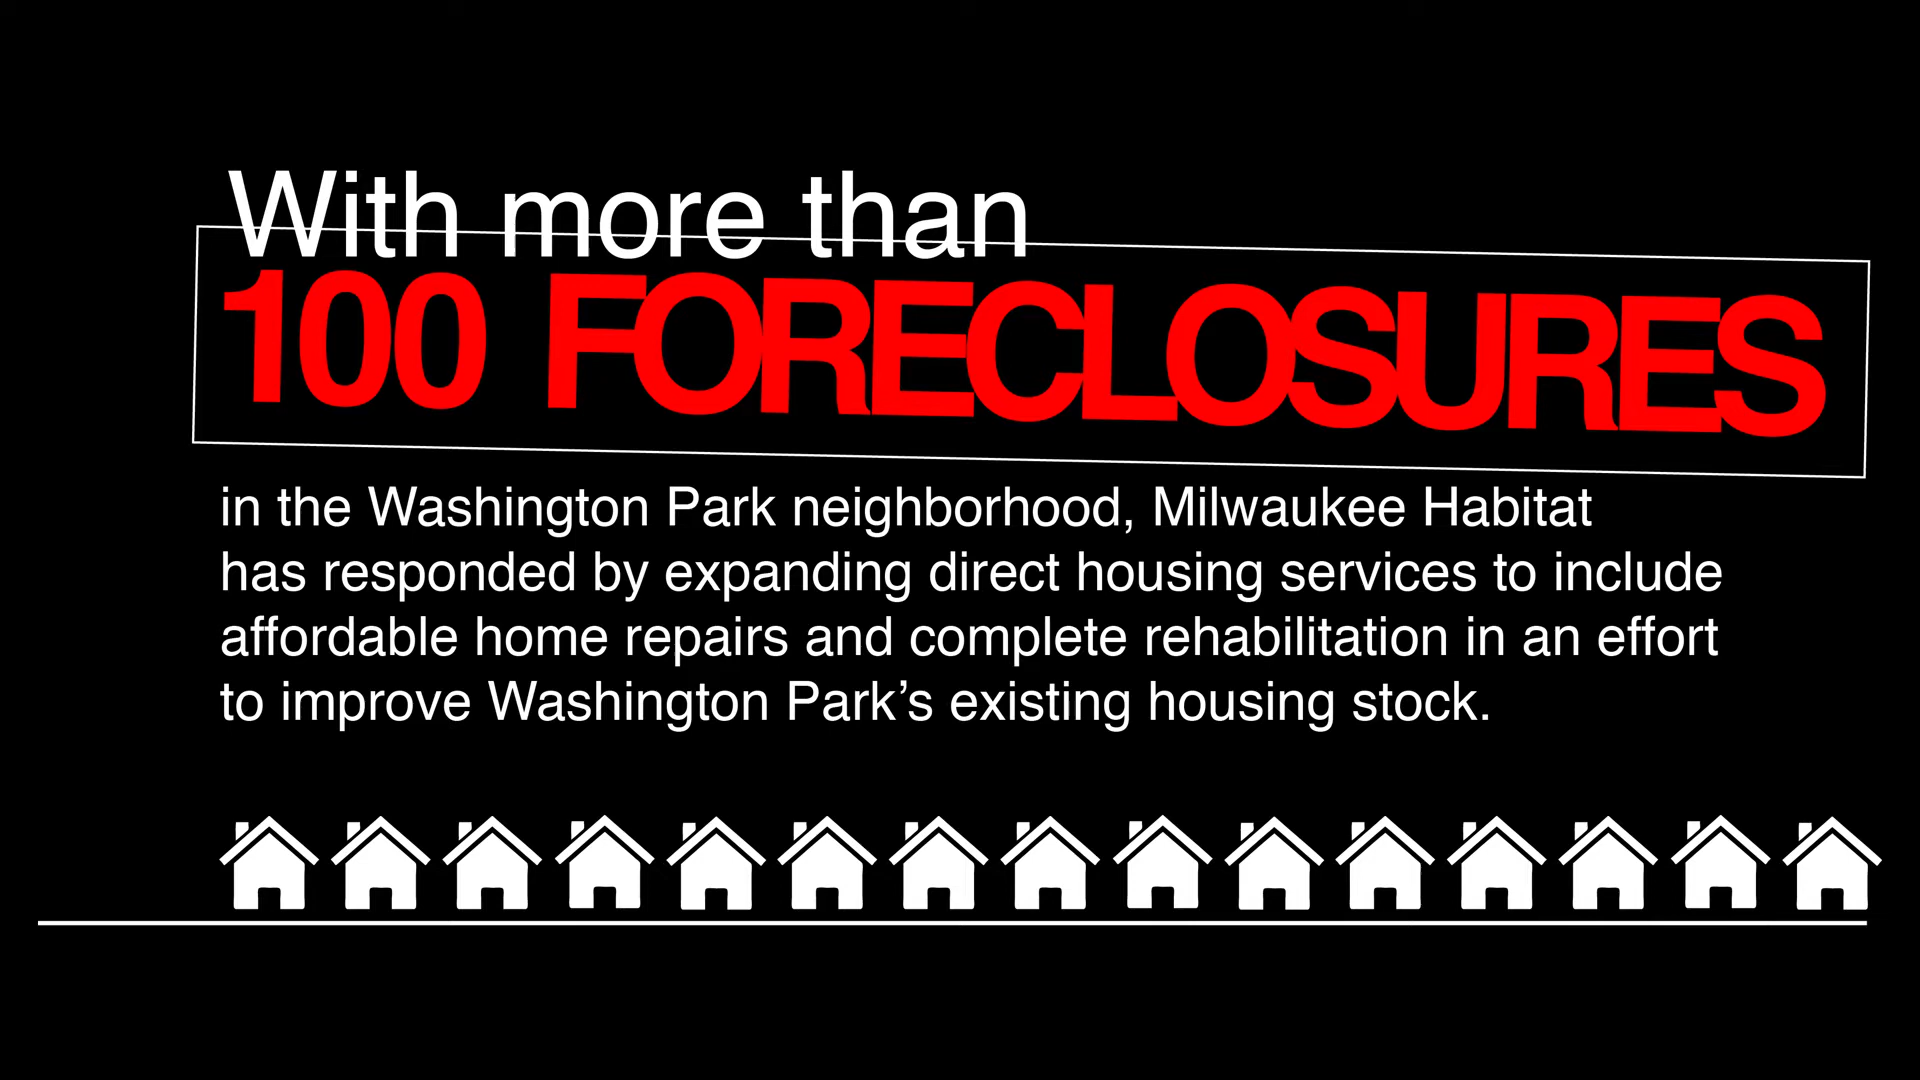 With more than
100 FORECLOSURES
in the Washington Park neighborhood, Milwaukee Habitat
has responded by expanding direct housing services to include
affordable home repairs and complete rehabilitation in an effort
to improve Washington Park’s existing housing stock.